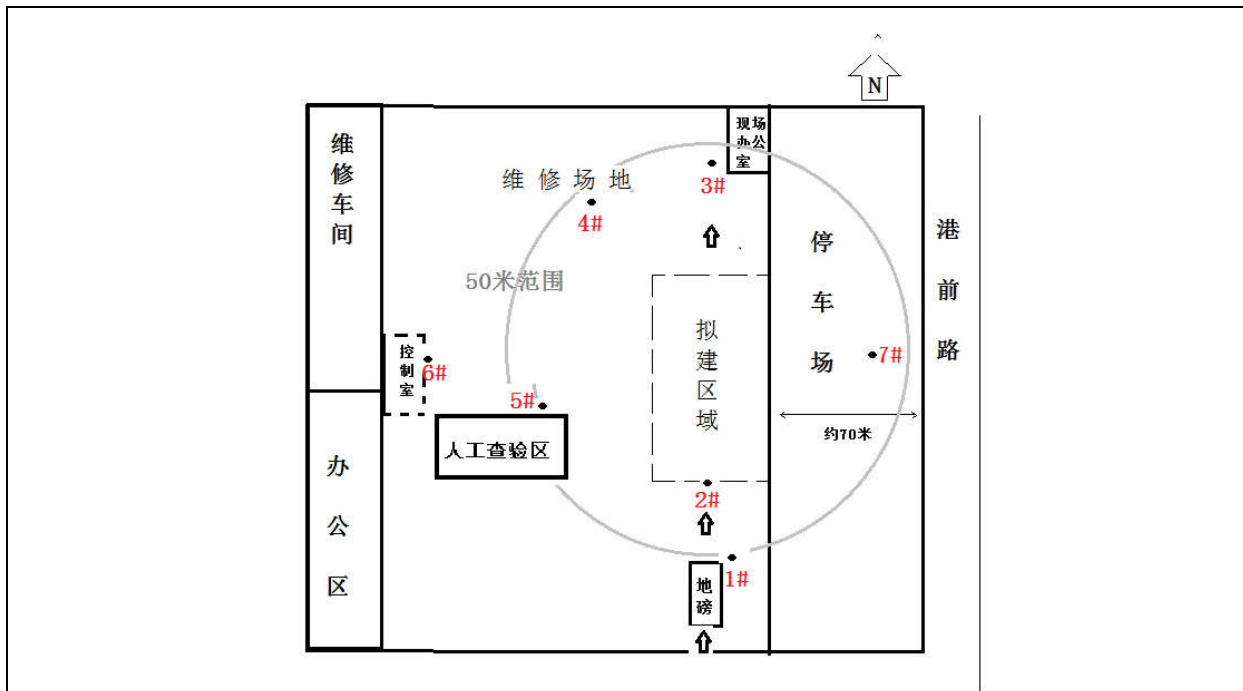 N
现场
办公
室
维修车间
维修场地
3#
4#
50米范围
停车场
港前路
拟建区域
7#
控制室
6#
5#
约70米
人工查验区
办公区
2#
1#
地磅